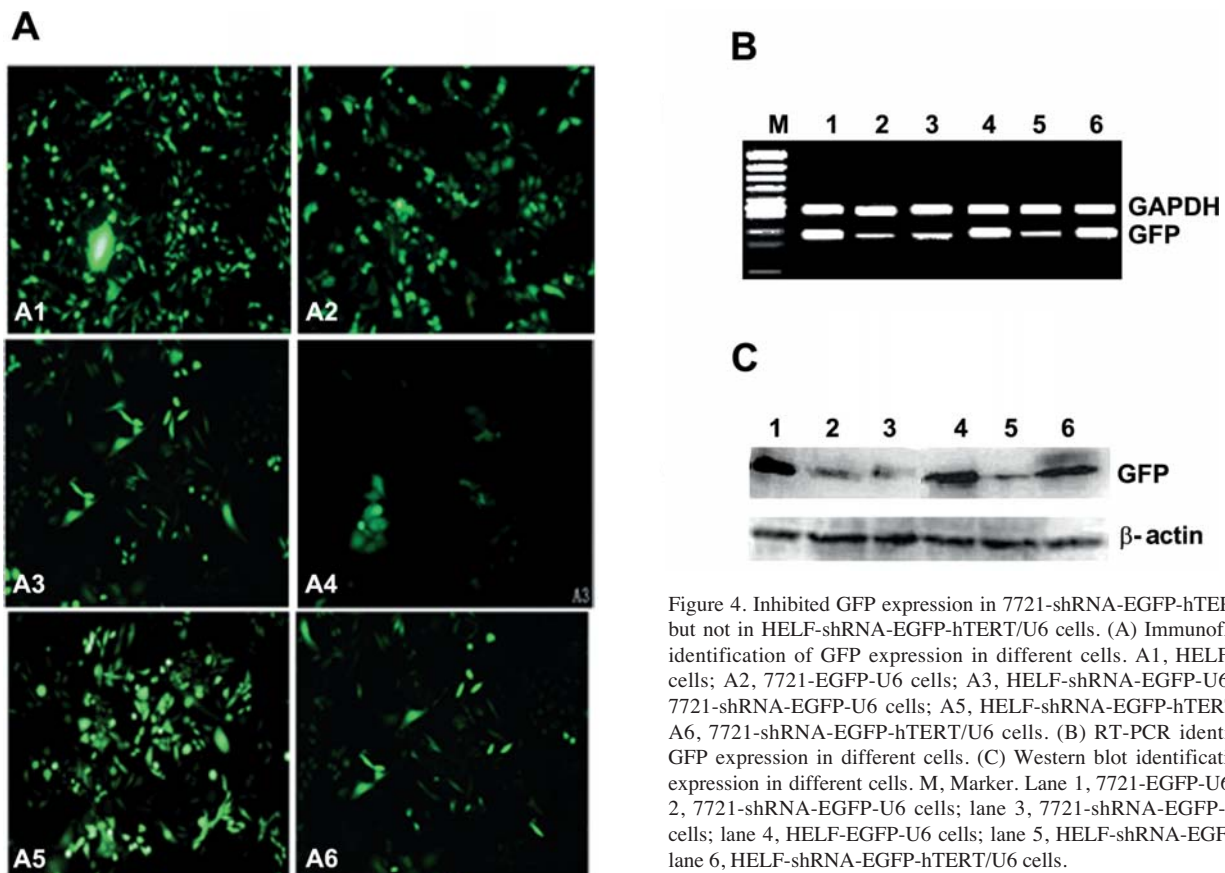 A
A1
A2
A3
A4
A3
A5
A6
B
M 1 2 3 4 5 6
GAPDH
GFP
C
1 2 3 4 5 6
GFP
β-actin
Figure 4. Inhibited GFP expression in 7721-shRNA-EGFP-hTER
but not in HELF-shRNA-EGFP-hTERT/U6 cells. (A) Immunofl
identification of GFP expression in different cells. A1, HELF
cells; A2, 7721-EGFP-U6 cells; A3, HELF-shRNA-EGFP-U6
7721-shRNA-EGFP-U6 cells; A5, HELF-shRNA-EGFP-hTERT
A6, 7721-shRNA-EGFP-hTERT/U6 cells. (B) RT-PCR identi
GFP expression in different cells. (C) Western blot identificati
expression in different cells. M, Marker. Lane 1, 7721-EGFP-U6
2, 7721-shRNA-EGFP-U6 cells; lane 3, 7721-shRNA-EGFP-
cells; lane 4, HELF-EGFP-U6 cells; lane 5, HELF-shRNA-EGF
lane 6, HELF-shRNA-EGFP-hTERT/U6 cells.